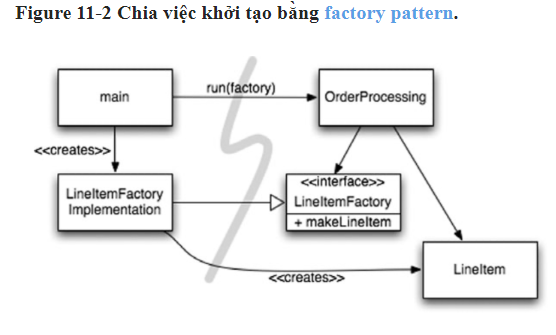 Figure 11-2 Chia việc khởi tạo bằng factory pattern.
main
run(factory)
OrderProcessing
<<creates>>
LineItemFactory
Implementation
<<interface>>
LineItemFactory
+ makeLineItem
<<creates>>
LineItem